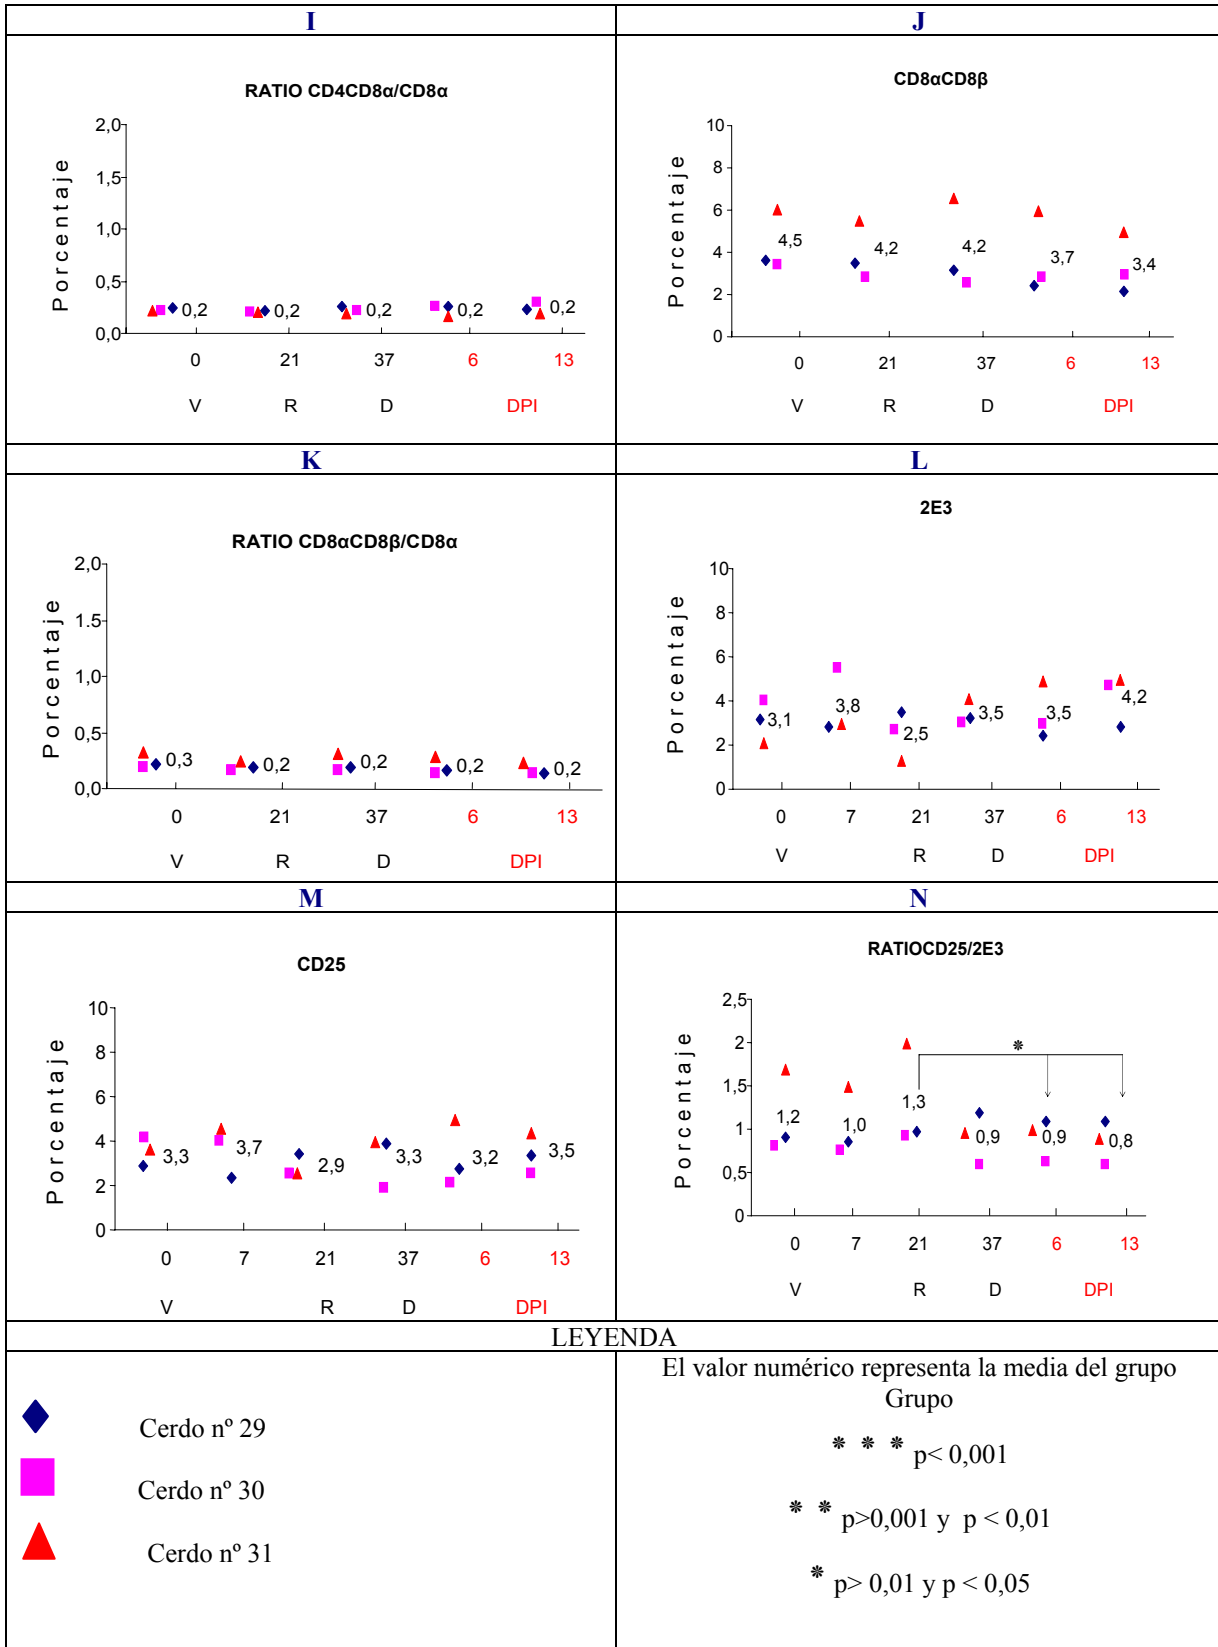 I
J
RATIO CD4CD8α/CD8α
2,0
1,5
1,0
0,5
0,0
Porcentaje
0,2
0,2
0,2
0,2
0,2
0 21 37 6 13
V R D DPI
CD8αCD8β
10
8
6
4
2
0
Porcentaje
4,5
4,2
4,2
3,7
3,4
0 21 37 6 13
V R D DPI
K
L
RATIO CD8αCD8β/CD8α
2,0
1,5
1,0
0,5
0,0
Porcentaje
0,3
0,2
0,2
0,2
0,2
0 21 37 6 13
V R D DPI
2E3
10
8
6
4
2
0
Porcentaje
3,1
3,8
2,5
3,5
3,5
4,2
0 7 21 37 6 13
V R D DPI
M
N
CD25
10
8
6
4
2
0
Porcentaje
3,3
3,7
2,9
3,3
3,2
3,5
0 7 21 37 6 13
V R D DPI
RATIOCD25/2E3
2,5
2
1,5
1
0,5
0
Porcentaje
*
1,2
1,0
1,3
0,9
0,9
0,8
0 7 21 37 6 13
V R D DPI
LEYENDA
Cerdo nº 29
Cerdo nº 30
Cerdo nº 31
El valor numérico representa la media del grupo
Grupo
* * * p< 0,001
* * p>0,001 y p < 0,01
* p> 0,01 y p < 0,05